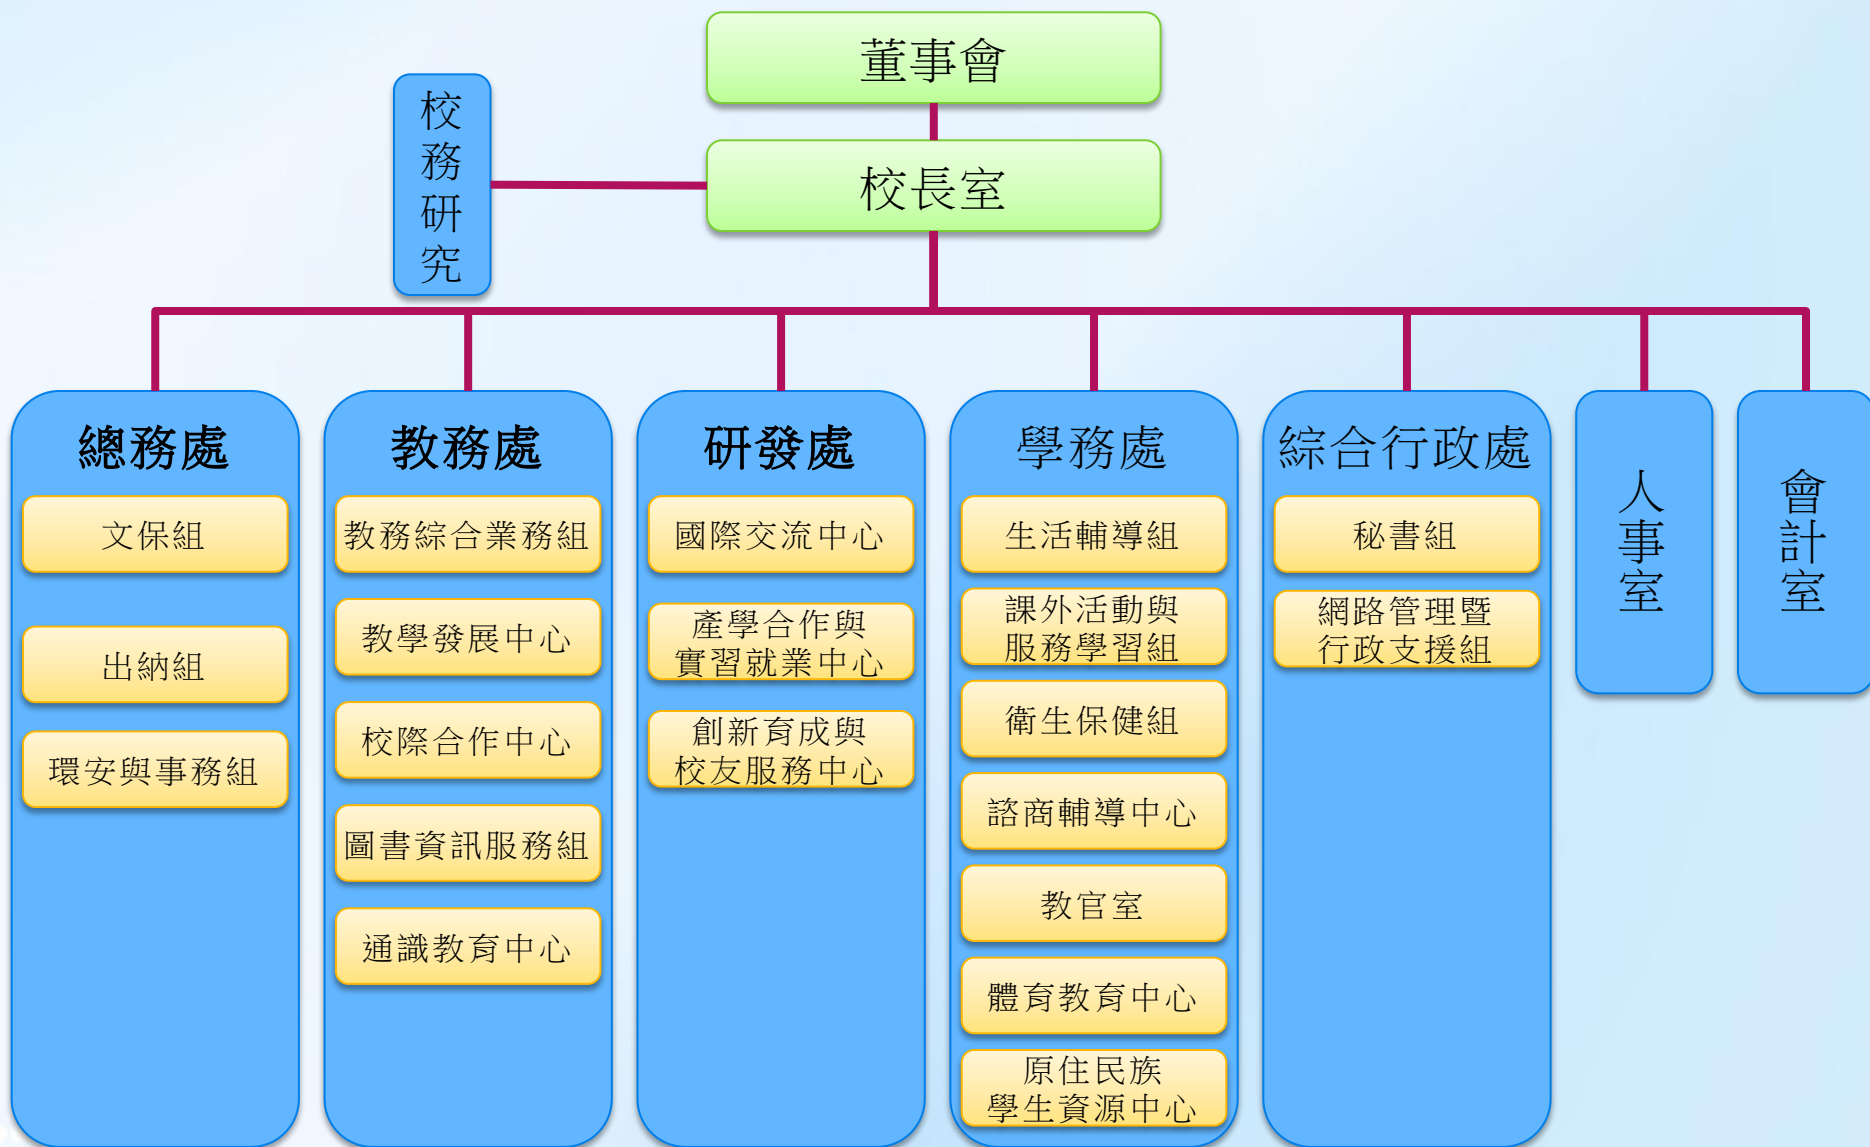 董事會
校務研究
校長室
總務處
文保組
出納組
環安與事務組
教務處
教務綜合業務組
教學發展中心
校際合作中心
圖書資訊服務組
通識教育中心
研發處
國際交流中心
產學合作與
實習就業中心
創新育成與
校友服務中心
學務處
生活輔導組
課外活動與
服務學習組
衛生保健組
諮商輔導中心
教官室
體育教育中心
原住民族
學生資源中心
綜合行政處
秘書組
網路管理暨
行政支援組
人事室
會計室